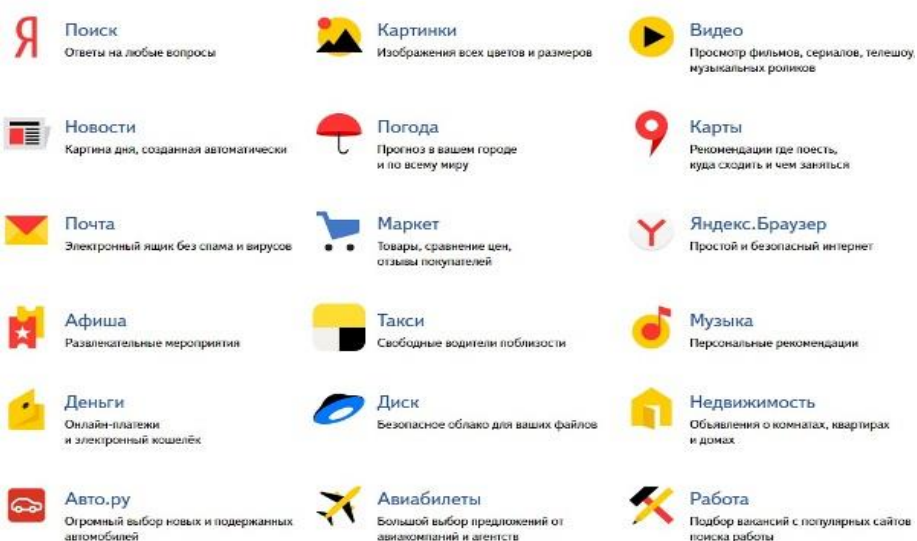 Я
Поиск
Ответы на любые вопросы
Картинки
Изображения всех цветов и размеров
Видео
Просмотр фильмов, сериалов, телешоу,
музыкальных роликов
Новости
Картина дня, созданная автоматически
Погода
Прогноз в вашем городе
и по всему миру
Карты
Рекомендации где поесть,
куда сходить и чем заняться
Почта
Электронный ящик без спама и вирусов
Маркет
Товары, сравнение цен,
отзывы покупателей
Яндекс.Браузер
Простой и безопасный интернет
Афиша
Развлекательные мероприятия
Такси
Свободные водители поблизости
Музыка
Персональные рекомендации
Деньги
Онлайн-платежи
и электронный кошелёк
Диск
Безопасное облако для ваших файлов
Недвижимость
Объявления о комнатах, квартирах
и домах
Авто.ру
Огромный выбор новых и подержанных
автомобилей
Авиабилеты
Большой выбор предложений от
авиакомпаний и агентств
Работа
Подбор вакансий с популярных сайтов
поиска работы